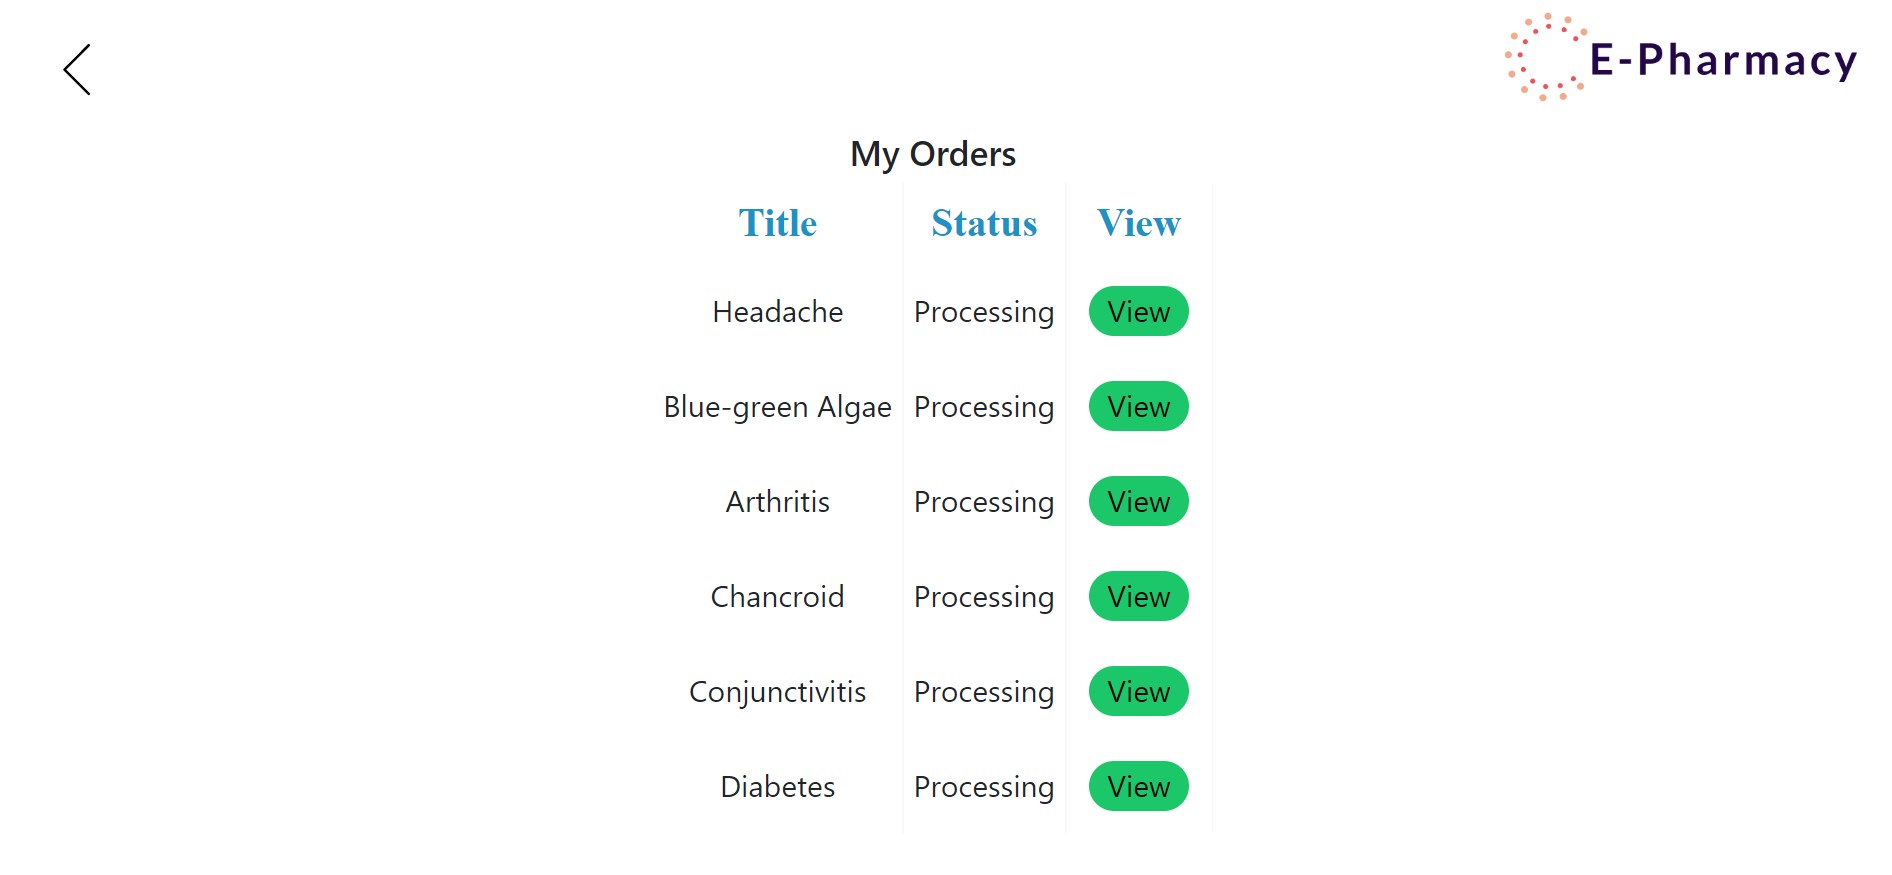 E-Pharmacy
My Orders
Title Status View
Headache Processing View
Blue-green Algae Processing View
Arthritis Processing View
Chancroid Processing View
Conjunctivitis Processing View
Diabetes Processing View